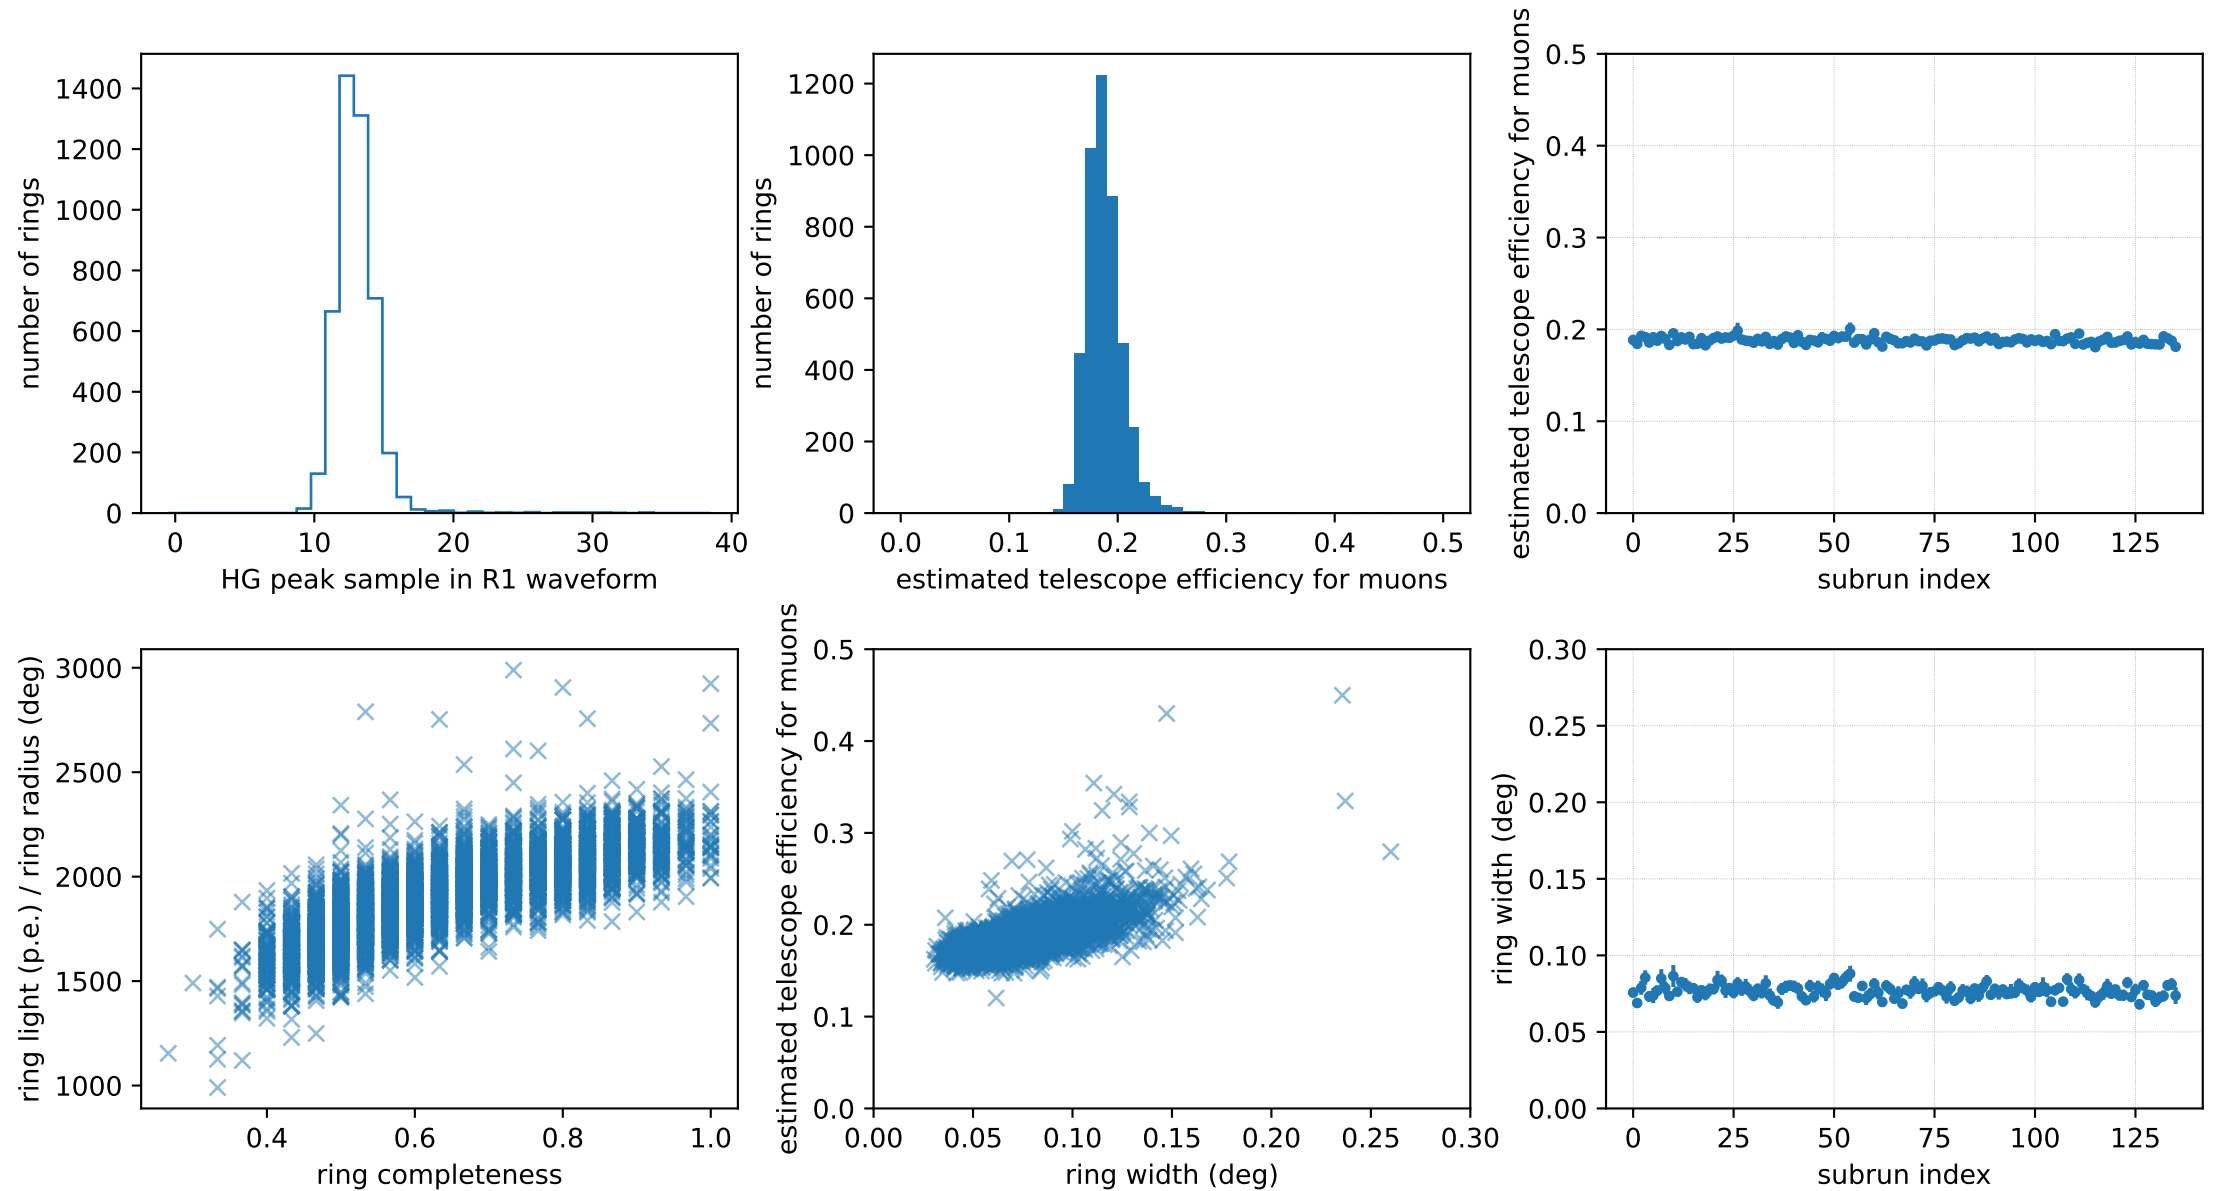 number of rings
1400
1200
1000
800
600
400
200
0
0 10 20 30 40
HG peak sample in R1 waveform
number of rings
1200
1000
800
600
400
200
0
0.0 0.1 0.2 0.3 0.4 0.5
estimated telescope efficiency for muons
estimated telescope efficiency for muons
0.5
0.4
0.3
0.2
0.1
0.0
0 25 50 75 100 125
subrun index
ring light (p.e.) / ring radius (deg)
3000
2500
2000
1500
1000
0.4 0.6 0.8 1.0
ring completeness
estimated telescope efficiency for muons
0.5
0.4
0.3
0.2
0.1
0.0
0.00 0.05 0.10 0.15 0.20 0.25 0.30
ring width (deg)
ring width (deg)
0.30
0.25
0.20
0.15
0.10
0.05
0.00
0 25 50 75 100 125
subrun index